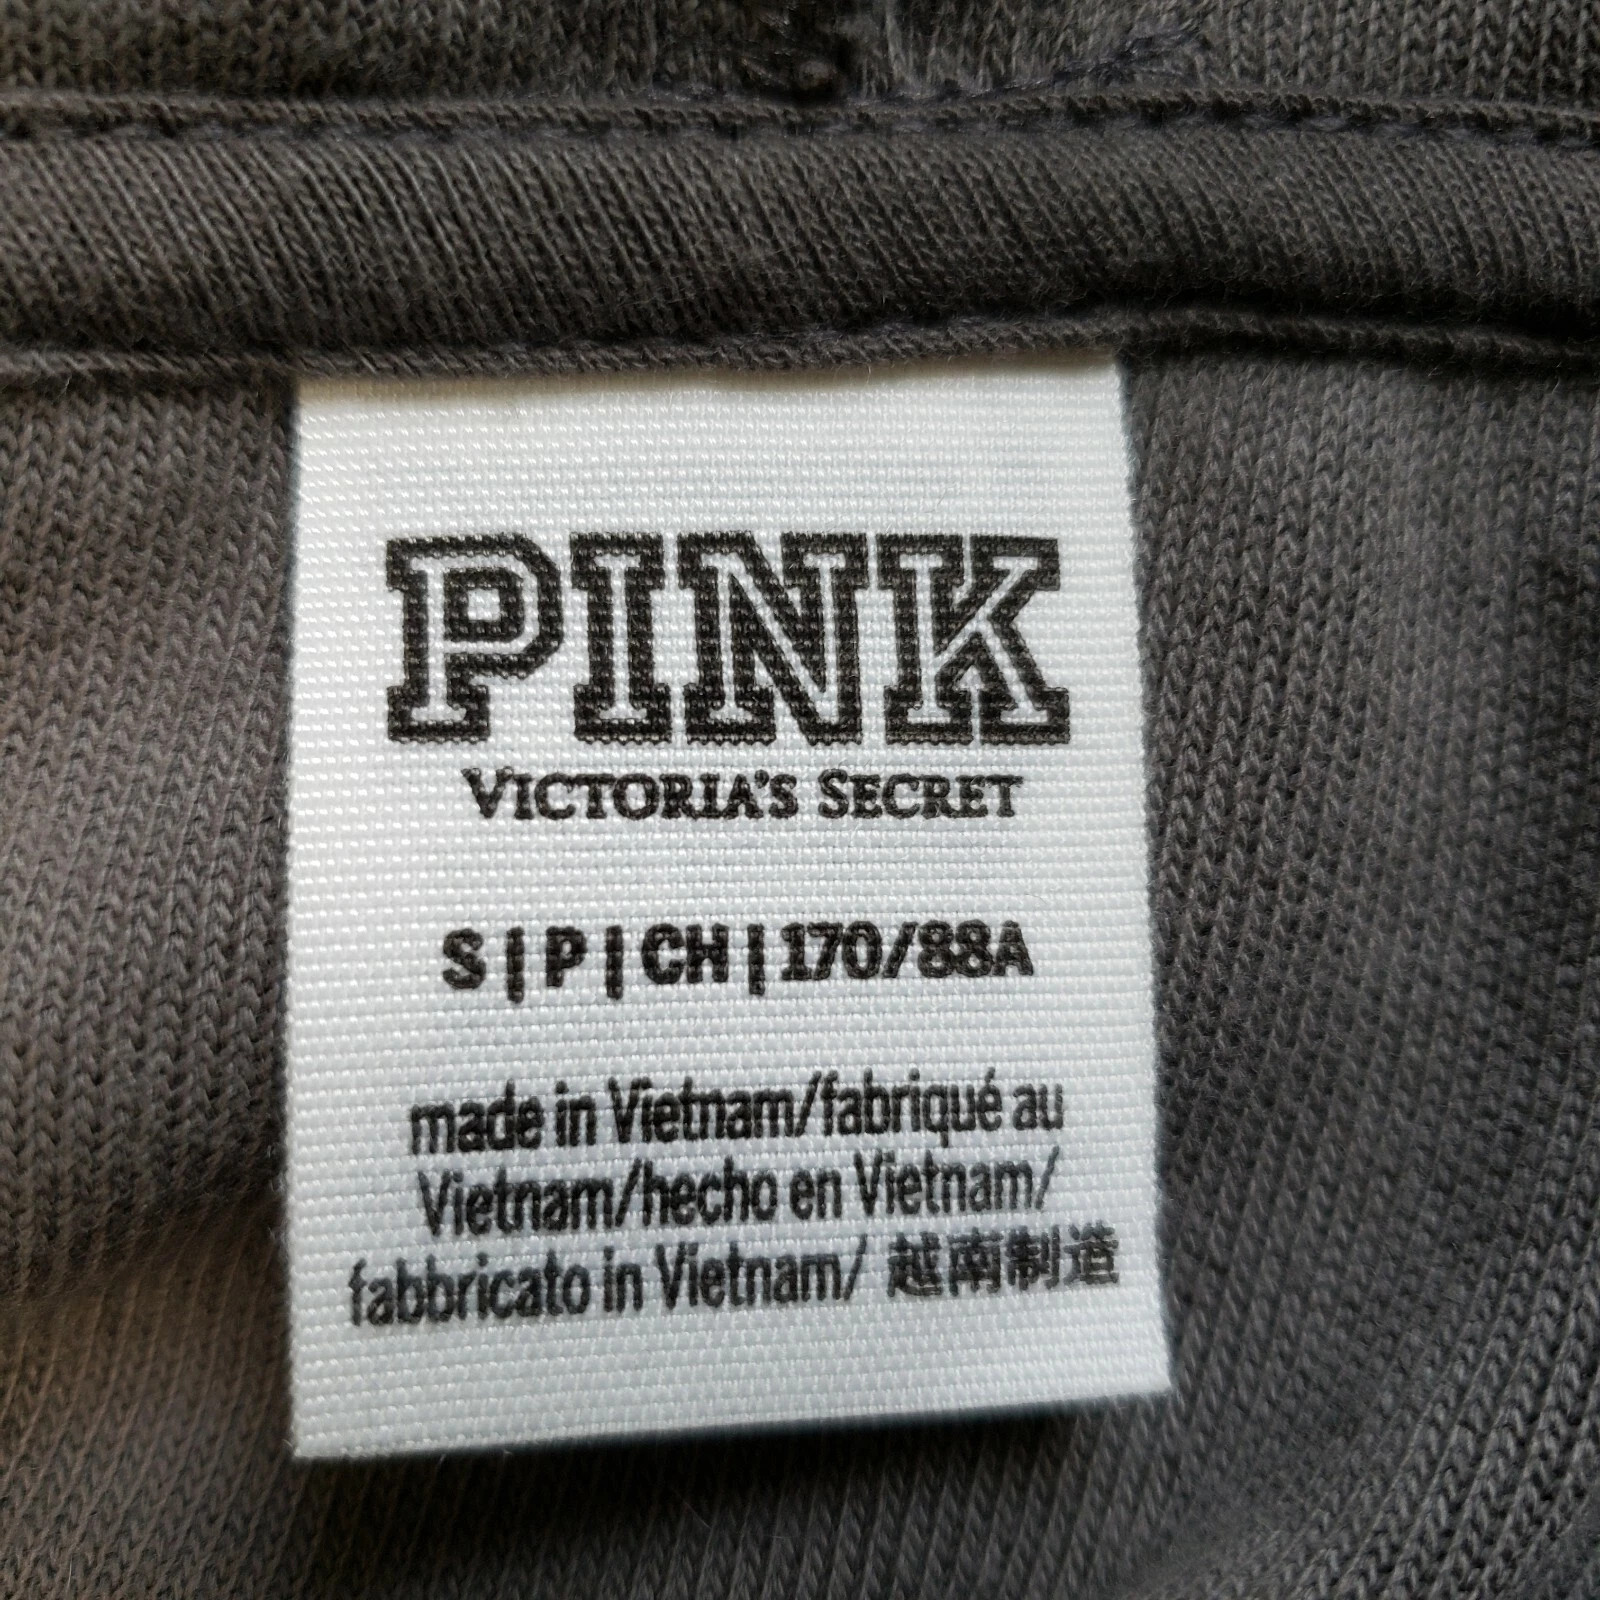 PINK
VICTORIA'S SECRET
S|P|CH|170/88A
made in Vietnam/fabriqué au
Vietnam/hecho en Vietnam/
fabbricato in Vietnam/ 越南制造